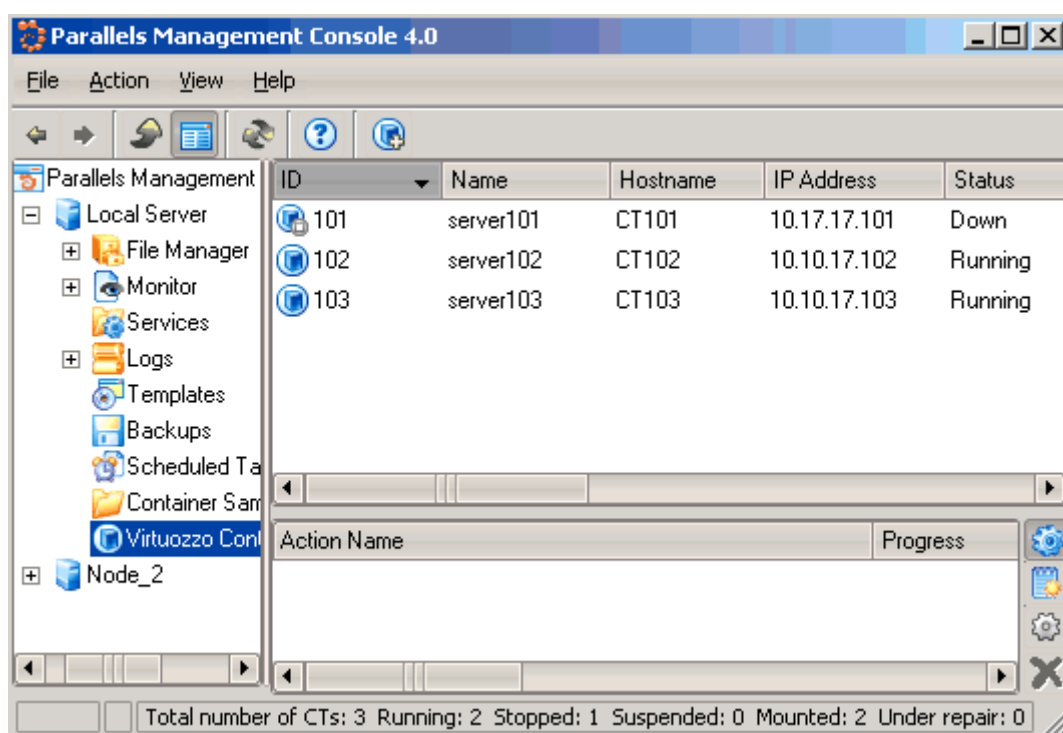 Parallels Management Console 4.0
File Action View Help
Parallels Management
Local Server
File Manager
Monitor
Services
Logs
Templates
Backups
Scheduled Ta
Container Sam
Virtuozzo Cont
Node_2
ID Name Hostname IP Address Status
101 server101 CT101 10.17.17.101 Down
102 server102 CT102 10.10.17.102 Running
103 server103 CT103 10.10.17.103 Running
Action Name Progress
Total number of CTs: 3 Running: 2 Stopped: 1 Suspended: 0 Mounted: 2 Under repair: 0